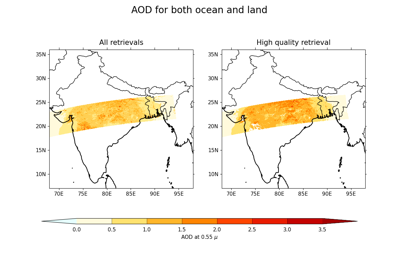 AOD for both ocean and land
All retrievals
High quality retrieval
35N
30N
25N
20N
15N
10N
70E 75E 80E 85E 90E 95E
35N
30N
25N
20N
15N
10N
70E 75E 80E 85E 90E 95E
0.0 0.5 1.0 1.5 2.0 2.5 3.0 3.5
AOD at 0.55 μ